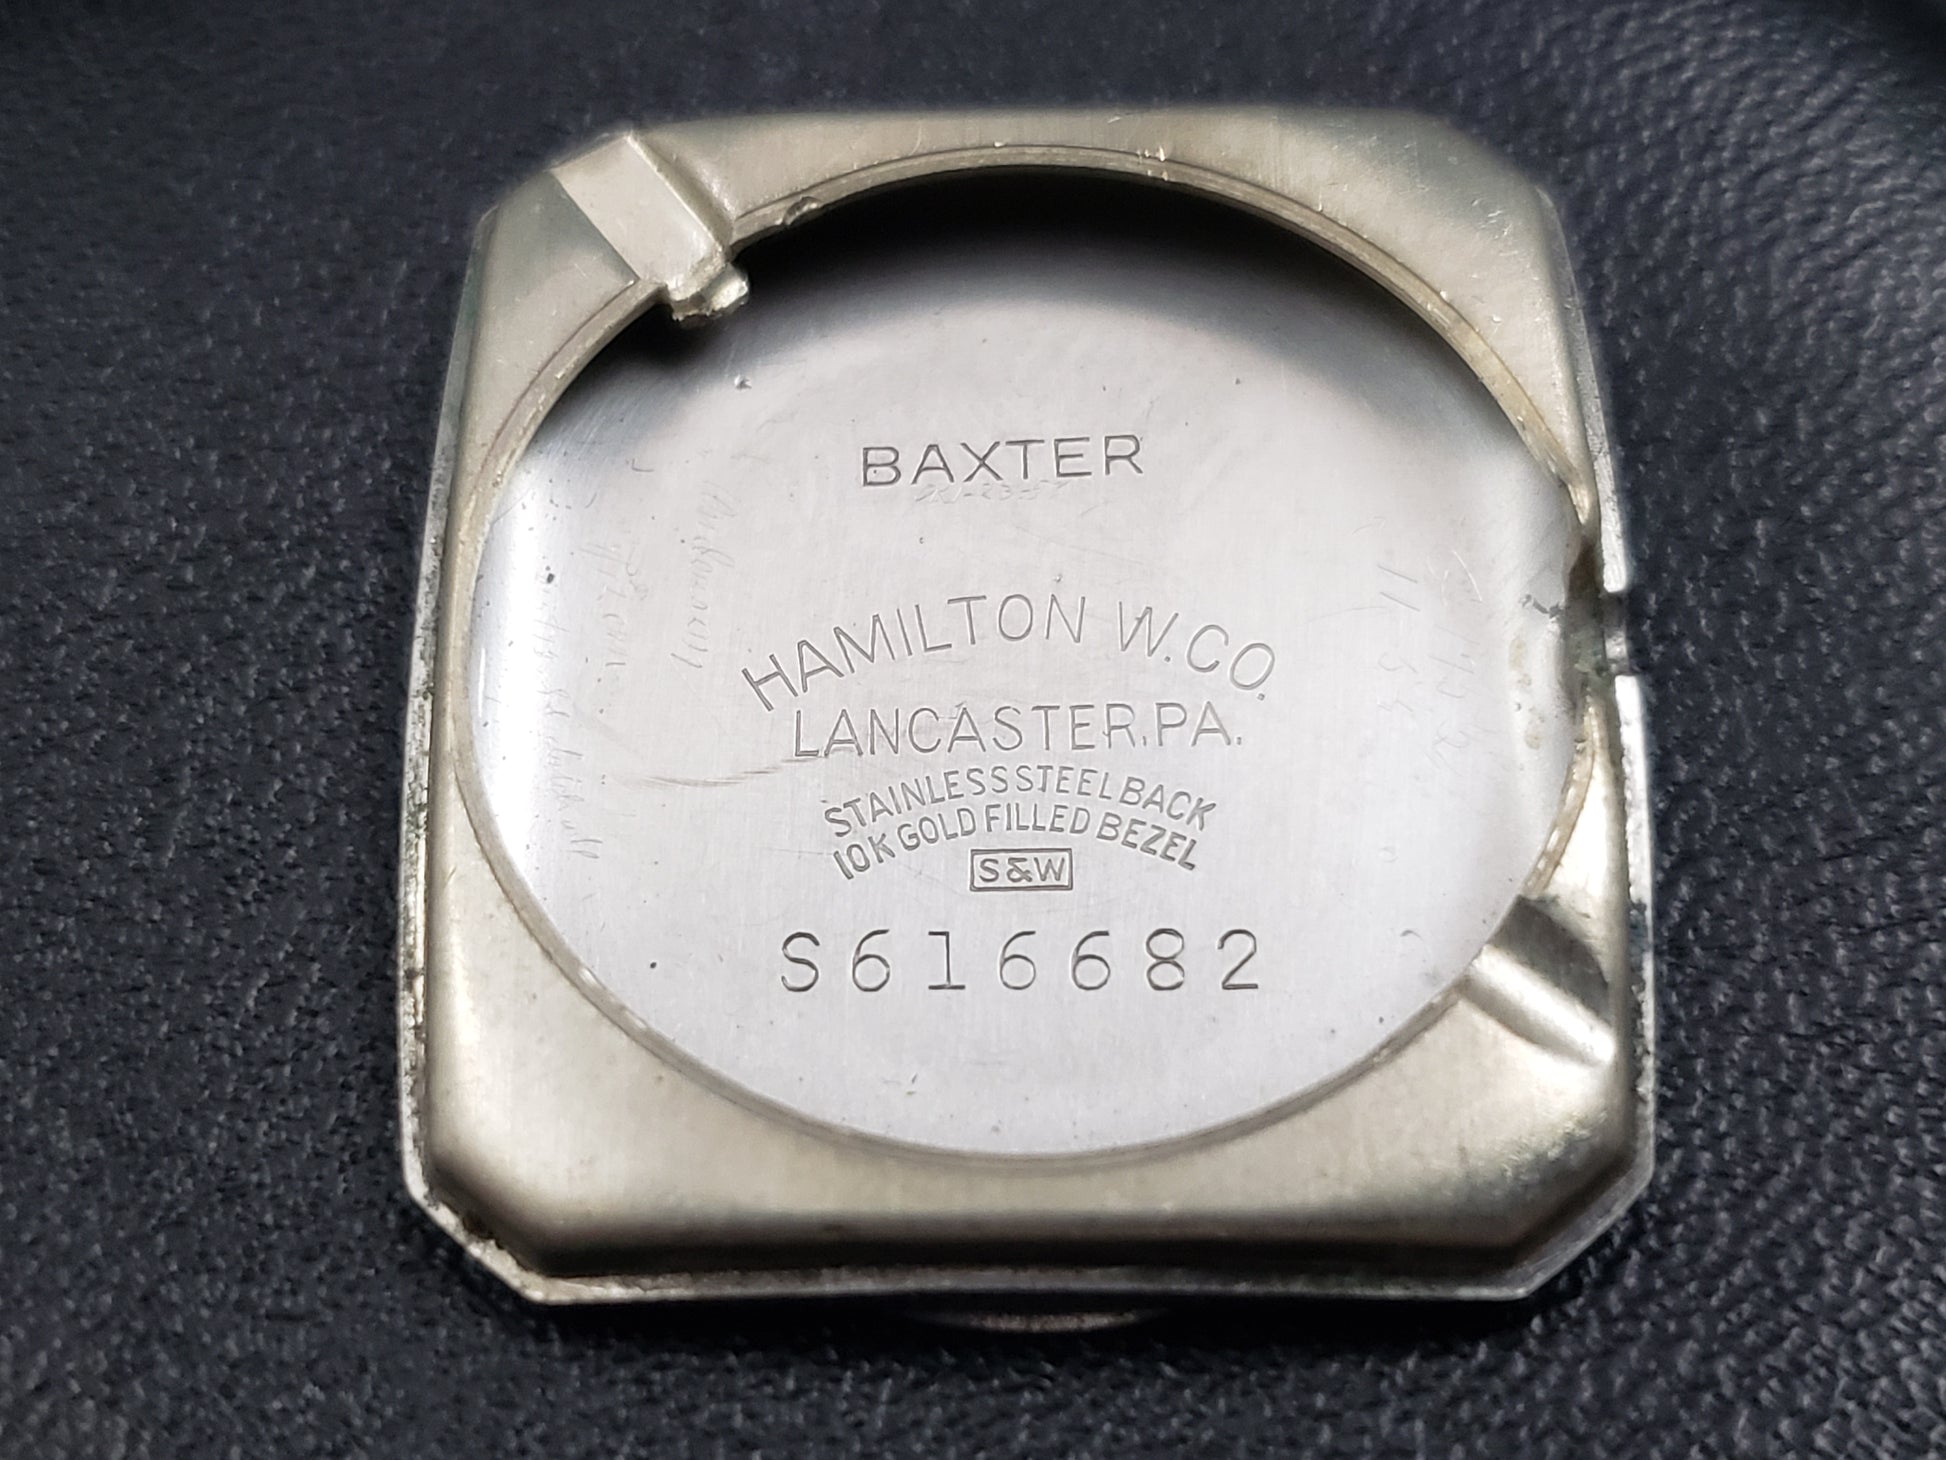 BAXTER
HAMILTON W. CO.
LANCASTER, PA.
STAINLESS STEEL BACK
10K GOLD FILLED BEZEL
S&W
S616682